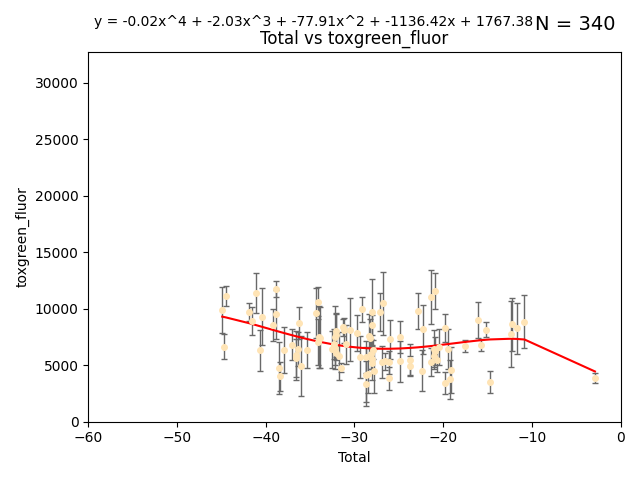 y = -0.02x^4 + -2.03x^3 + -77.91x^2 + -1136.42x + 1767.38 N = 340
Total vs toxgreen_fluor
30000
25000
20000
15000
10000
5000
0
toxgreen_fluor
−60 −50 −40 −30 −20 −10 0
Total